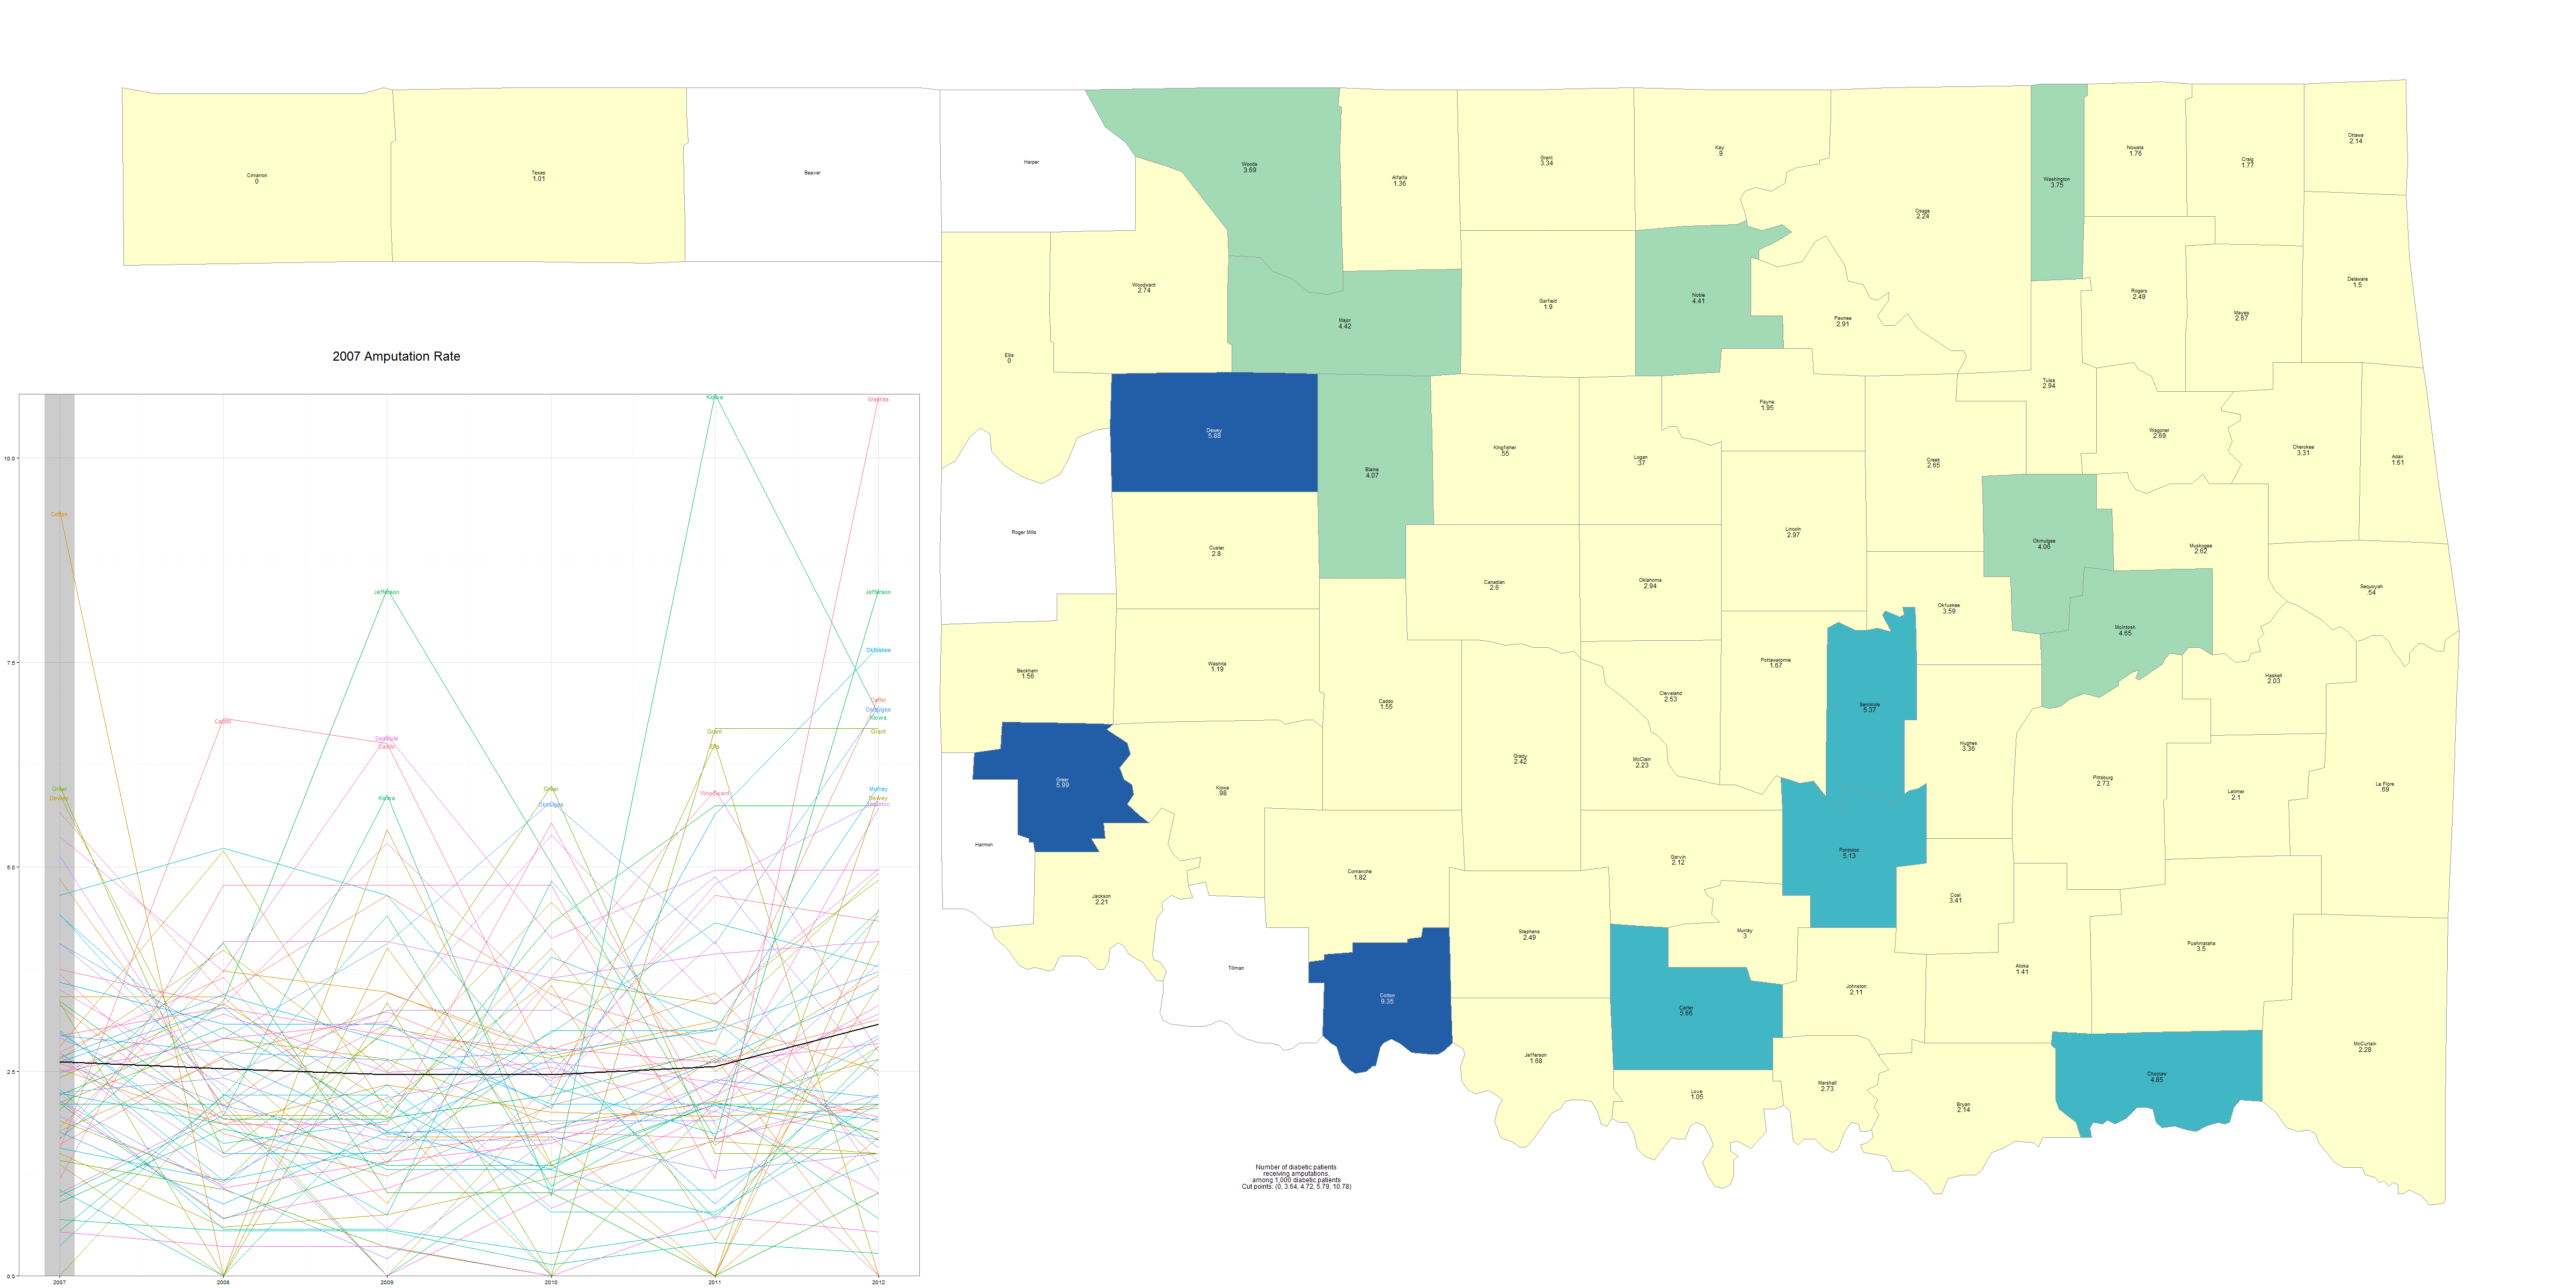 Cimarron
0
Texas
1.01
Beaver
Harper
Woods
3.69
Alfalfa
1.36
Grant
3.34
Kay
.9
Osage
2.24
Washington
3.75
Nowata
1.76
Craig
1.77
Ottawa
2.14
Ellis
0
Woodward
2.74
Major
4.42
Garfield
1.9
Noble
4.41
Pawnee
2.91
Rogers
2.49
Mayes
2.67
Delaware
1.5
Dewey
5.88
Blaine
4.07
Kingfisher
.55
Logan
.37
Payne
1.95
Creek
2.65
Tulsa
2.94
Wagoner
2.69
Cherokee
3.31
Adair
1.61
Roger Mills
Custer
2.8
Canadian
2.6
Oklahoma
2.94
Lincoln
2.97
Okfuskee
3.59
Okmulgee
4.06
Muskogee
2.62
McIntosh
4.65
Sequoyah
.54
Beckham
1.56
Washita
1.19
Caddo
1.55
Grady
2.42
Cleveland
2.53
McClain
2.23
Pottawatomie
1.67
Seminole
5.37
Hughes
3.36
Pittsburg
2.73
Haskell
2.03
Latimer
2.1
Le Flore
.69
Harmon
Greer
5.99
Kiowa
.98
Jackson
2.21
Comanche
1.82
Garvin
2.12
Pontotoc
5.13
Coal
3.41
Tillman
Cotton
9.35
Stephens
2.49
Murray
3
Carter
5.66
Johnston
2.11
Atoka
1.41
Pushmataha
3.5
McCurtain
2.28
Jefferson
1.68
Love
1.05
Marshall
2.73
Bryan
2.14
Choctaw
4.85
Number of diabetic patients
receiving amputations,
among 1,000 diabetic patients
Cut points: (0, 3.64, 4.72, 5.79, 10.78)
2007 Amputation Rate
10.0
7.5
5.0
2.5
0.0
2007
2008
2009
2010
2011
2012
Cotton
Greer
Dewey
Caddo
Jefferson
Seminole
Caddo
Kiowa
Greer
Okmulgee
Kiowa
Grant
Ellis
Woodward
Washita
Jefferson
Okfuskee
Carter
Okmulgee
Kiowa
Grant
Murray
Dewey